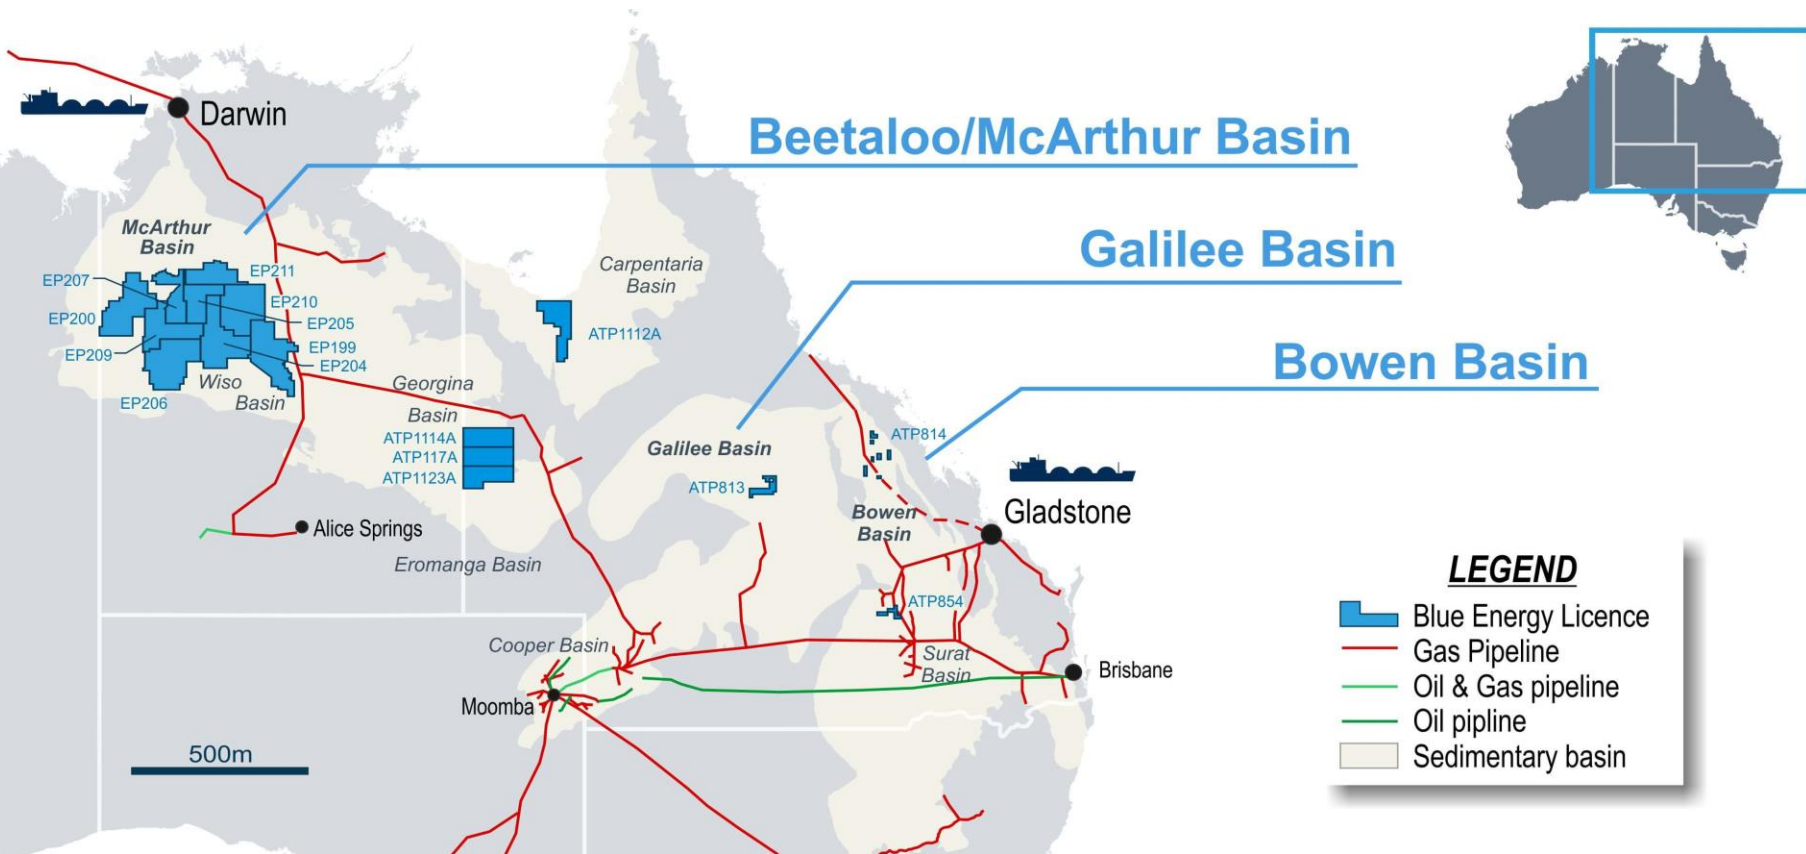 Darwin
Beetaloo/McArthur Basin
McArthur
Basin
Galilee Basin
Carpentaria
Basin
EP207
EP211
EP210
EP200
EP205
ATP1112A
EP209
EP199
EP204
Bowen Basin
Wiso
Basin
EP206
Georgina
Basin
ATP1114A
ATP117A
ATP1123A
Galilee Basin
ATP813
ATP814
Bowen
Basin
Gladstone
Alice Springs
Eromanga Basin
ATP854
Cooper Basin
Surat
Basin
Brisbane
Moomba
500m
LEGEND
Blue Energy Licence
Gas Pipeline
Oil & Gas pipeline
Oil pipline
Sedimentary basin